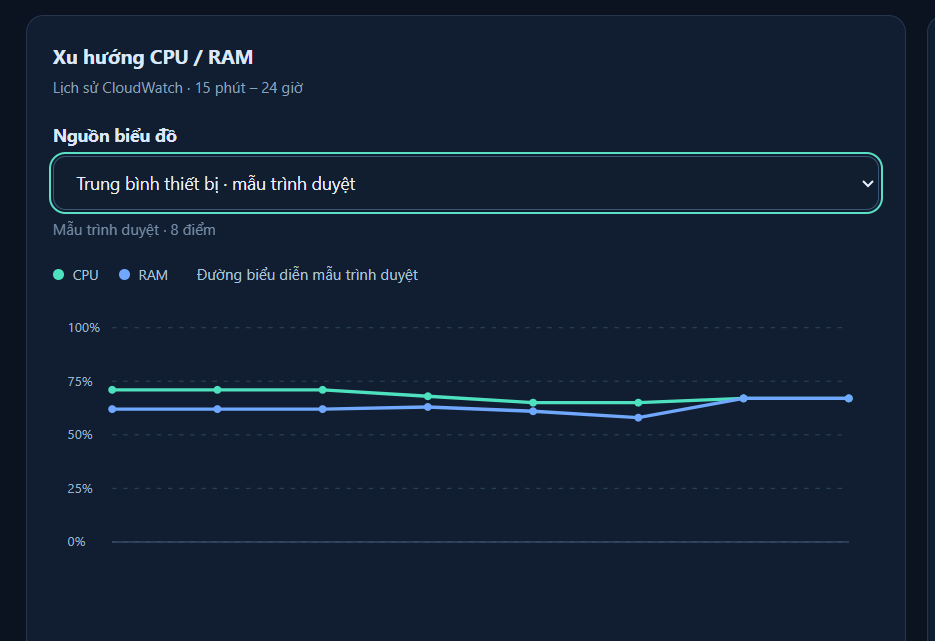 Xu hướng CPU / RAM
Lịch sử CloudWatch · 15 phút – 24 giờ
Nguồn biểu đồ
Trung bình thiết bị · mẫu trình duyệt
Mẫu trình duyệt · 8 điểm
CPU RAM Đường biểu diễn mẫu trình duyệt
100%
75%
50%
25%
0%